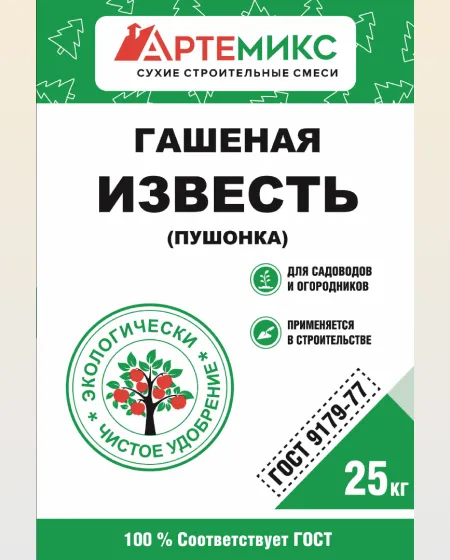 АРТЕМИКС
СУХИЕ СТРОИТЕЛЬНЫЕ СМЕСИ
ГАШЕНАЯ
ИЗВЕСТЬ
(ПУШОНКА)
ДЛЯ САДОВОДОВ
И ОГОРОДНИКОВ
ПРИМЕНЯЕТСЯ
В СТРОИТЕЛЬСТВЕ
ЭКОЛОГИЧЕСКИ
* ЧИСТОЕ УДОБРЕНИЕ *
ГОСТ 9179-77
25 КГ
100 % Соответствует ГОСТ